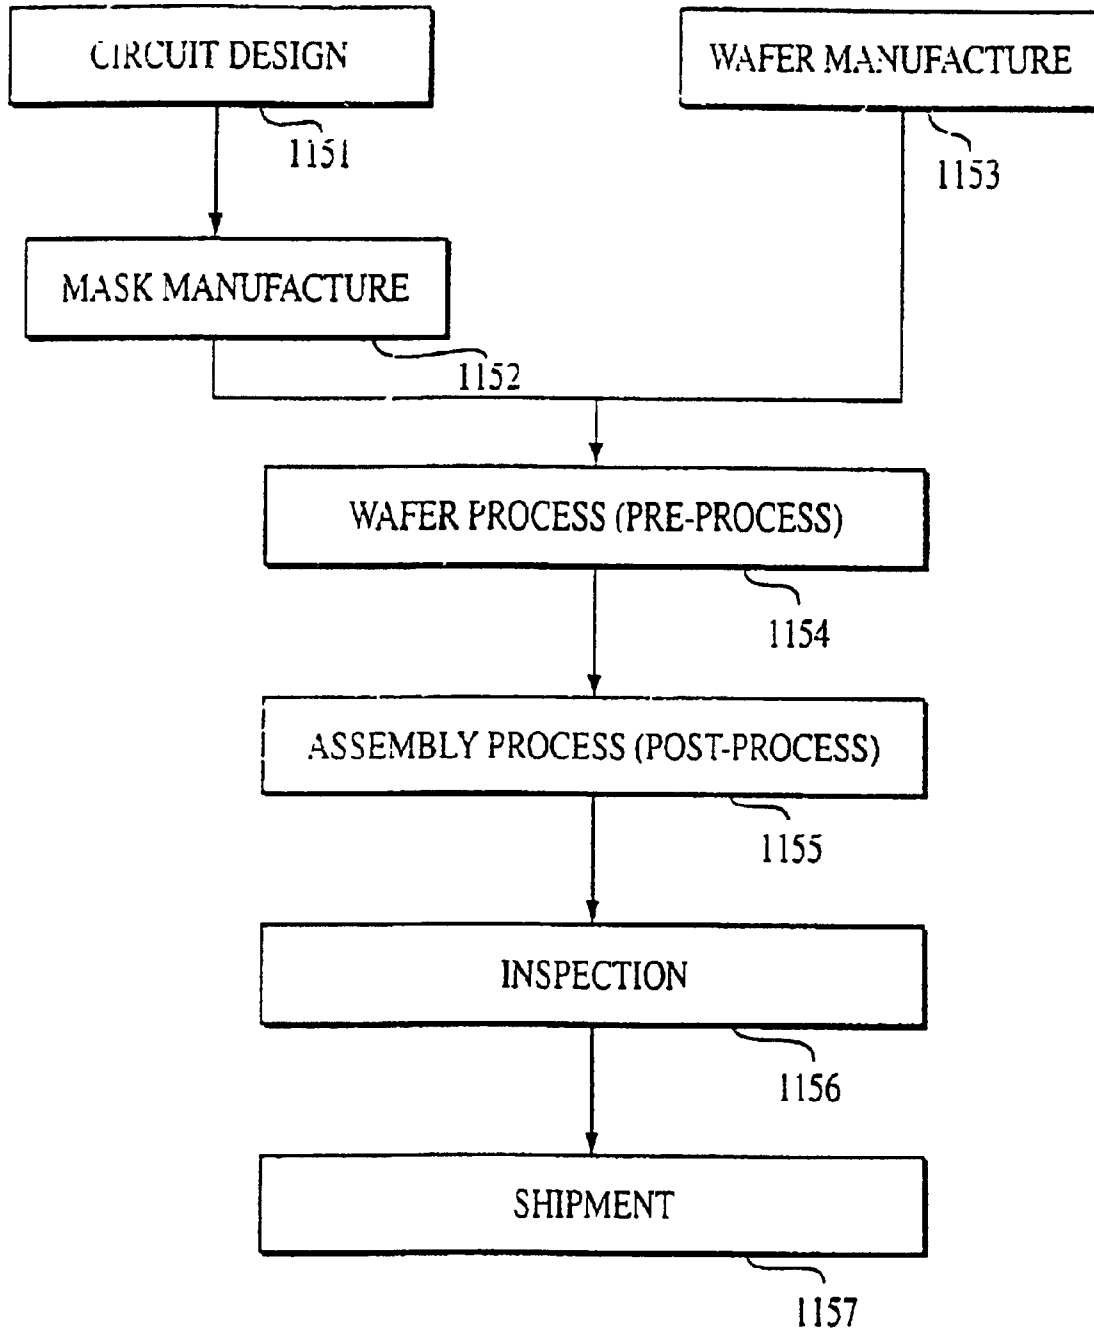 CIRCUIT DESIGN
1151
WAFER MANUFACTURE
1153
MASK MANUFACTURE
1152
WAFER PROCESS (PRE-PROCESS)
1154
ASSEMBLY PROCESS (POST-PROCESS)
1155
INSPECTION
1156
SHIPMENT
1157